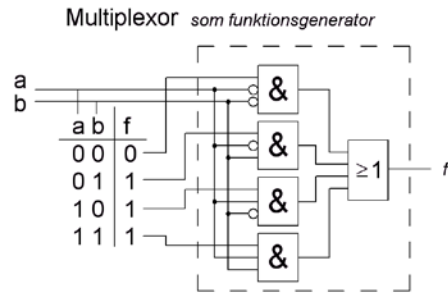 Multiplexor som funktionsgenerator
a
b
a b f
0 0 0
0 1 1
1 0 1
1 1 1
&
&
&
&
≥1
f